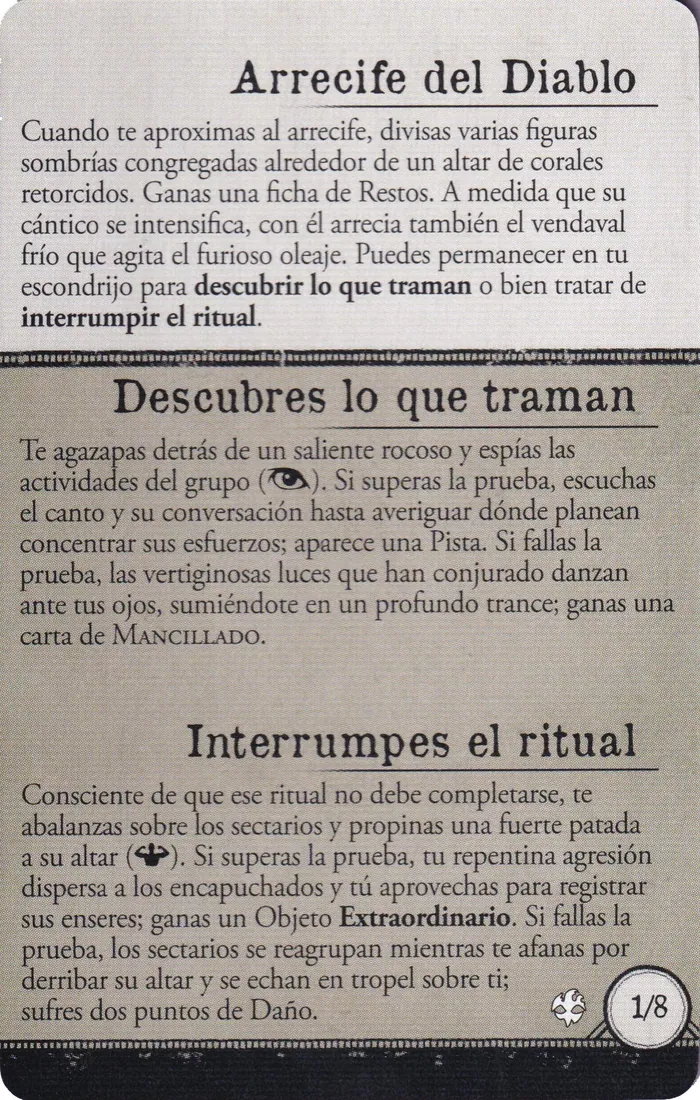 Arrecife del Diablo
Cuando te aproximas al arrecife, divisas varias figuras
sombrías congregadas alrededor de un altar de corales
retorcidos. Ganas una ficha de Restos. A medida que su
cántico se intensifica, con él arrecia también el vendaval
frío que agita el furioso oleaje. Puedes permanecer en tu
escondrijo para descubrir lo que traman o bien tratar de
interrumpir el ritual.
Descubres lo que traman
Te agazapas detrás de un saliente rocoso y espías las
actividades del grupo (). Si superas la prueba, escuchas
el canto y su conversación hasta averiguar dónde planean
concentrar sus esfuerzos; aparece una Pista. Si fallas la
prueba, las vertiginosas luces que han conjurado danzan
ante tus ojos, sumiéndote en un profundo trance; ganas una
carta de MANCILLADO.
Interrumpes el ritual
Consciente de que ese ritual no debe completarse, te
abalanzas sobre los sectarios y propinas una fuerte patada
a su altar (). Si superas la prueba, tu repentina agresión
dispersa a los encapuchados y tú aprovechas para registrar
sus enseres; ganas un Objeto Extraordinario. Si fallas la
prueba, los sectarios se reagrupan mientras te afanas por
derribar su altar y se echan en tropel sobre ti;
sufres dos puntos de Daño.
1/8